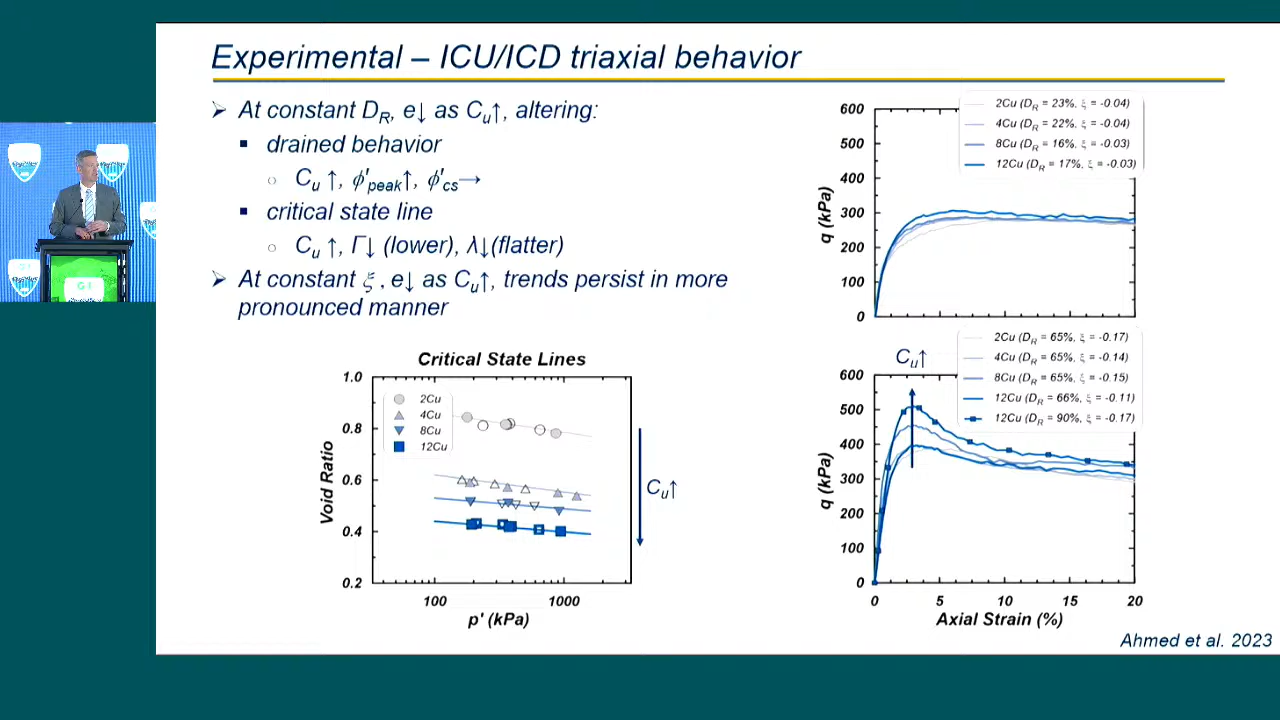 Experimental – ICU/ICD triaxial behavior
➢ At constant D_R, e↓ as C_u↑, altering:
▪ drained behavior
○ C_u ↑, ϕ'_peak↑, ϕ'_cs→
▪ critical state line
○ C_u ↑, Γ↓ (lower), λ↓(flatter)
➢ At constant ξ, e↓ as C_u↑, trends persist in more
pronounced manner
Critical State Lines
1.0
0.8
0.6
0.4
0.2
Void Ratio
2Cu
4Cu
8Cu
12Cu
C_u↑
100
1000
p' (kPa)
600
500
400
300
200
100
0
q (kPa)
2Cu (D_R = 23%, ξ = -0.04)
4Cu (D_R = 22%, ξ = -0.04)
8Cu (D_R = 16%, ξ = -0.03)
12Cu (D_R = 17%, ξ = -0.03)
C_u↑
2Cu (D_R = 65%, ξ = -0.17)
4Cu (D_R = 65%, ξ = -0.14)
8Cu (D_R = 65%, ξ = -0.15)
12Cu (D_R = 66%, ξ = -0.11)
12Cu (D_R = 90%, ξ = -0.17)
600
500
400
300
200
100
0
q (kPa)
0
5
10
15
20
Axial Strain (%)
Ahmed et al. 2023